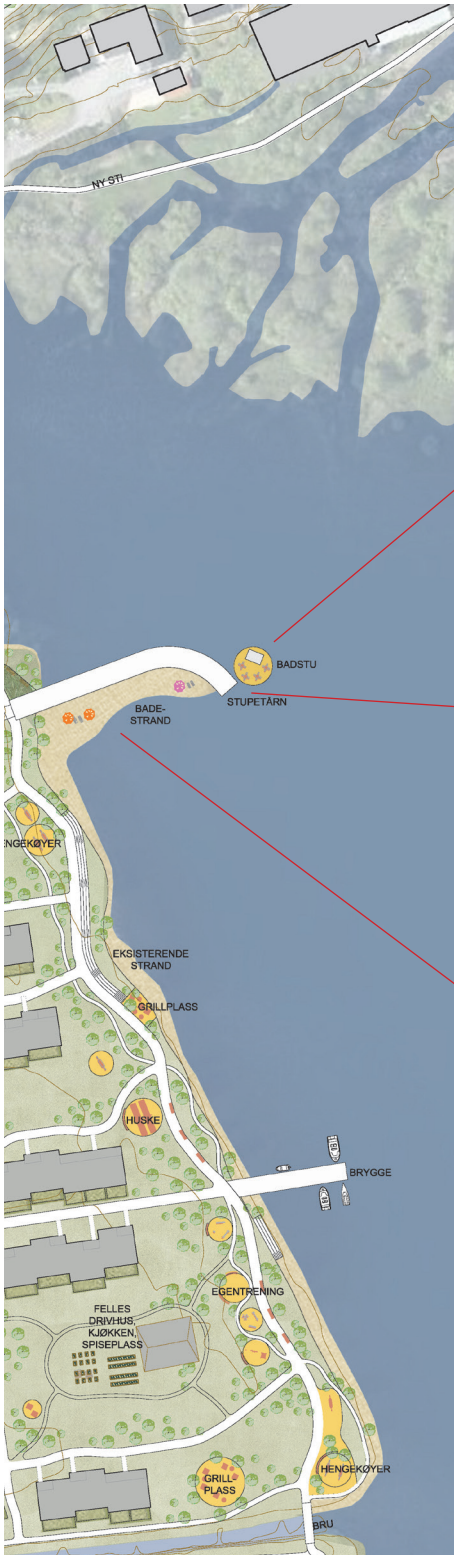 NY STI
BADSTU
STUPETÅRN
BADE-
STRAND
ENGEKØYER
EKSISTERENDE
STRAND
GRILLPLASS
HUSKE
BRYGGE
EGENTRENING
FELLES
DRIVHUS,
KJØKKEN,
SPISEPLASS
HENGEKØYER
GRILL-
PLASS
BRU